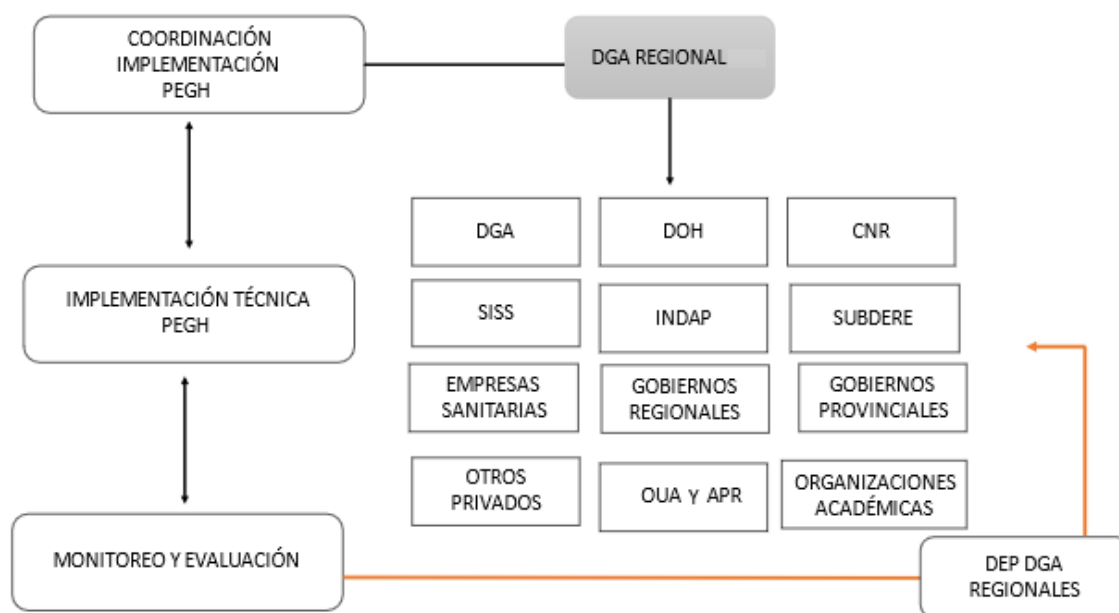 COORDINACIÓN
IMPLEMENTACIÓN
PEGH
DGA REGIONAL
DGA
DOH
CNR
IMPLEMENTACIÓN TÉCNICA
PEGH
SISS
INDAP
SUBDERE
EMPRESAS
SANITARIAS
GOBIERNOS
REGIONALES
GOBIERNOS
PROVINCIALES
OTROS
PRIVADOS
OUA Y APR
ORGANIZACIONES
ACADÉMICAS
MONITOREO Y EVALUACIÓN
DEP DGA
REGIONALES